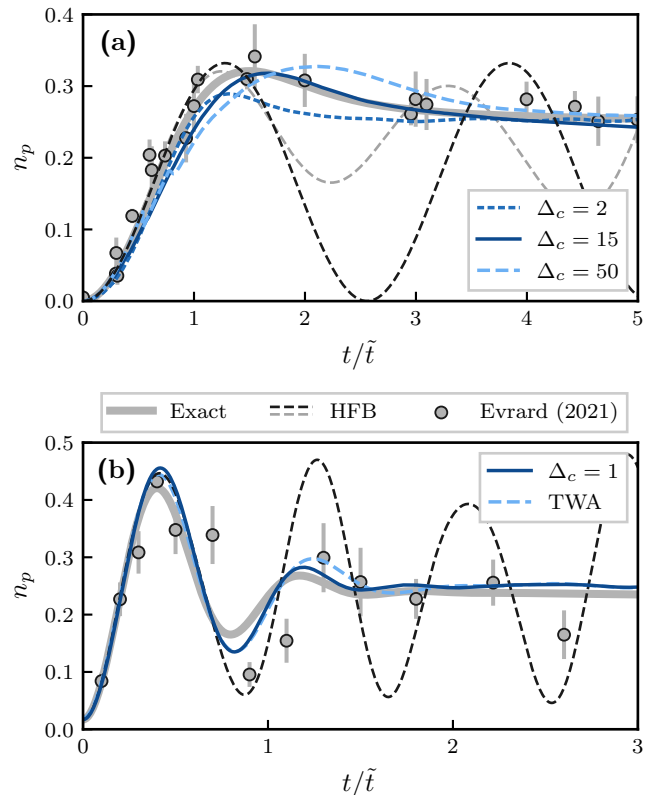 (a)
0.4
0.3
0.2
0.1
0.0
n_p
Δ_c = 2
Δ_c = 15
Δ_c = 50
0 1 2 3 4 5
t/t̃
Exact HFB Evrard (2021)
(b)
0.5
0.4
0.3
0.2
0.1
0.0
n_p
Δ_c = 1
TWA
0 1 2 3
t/t̃